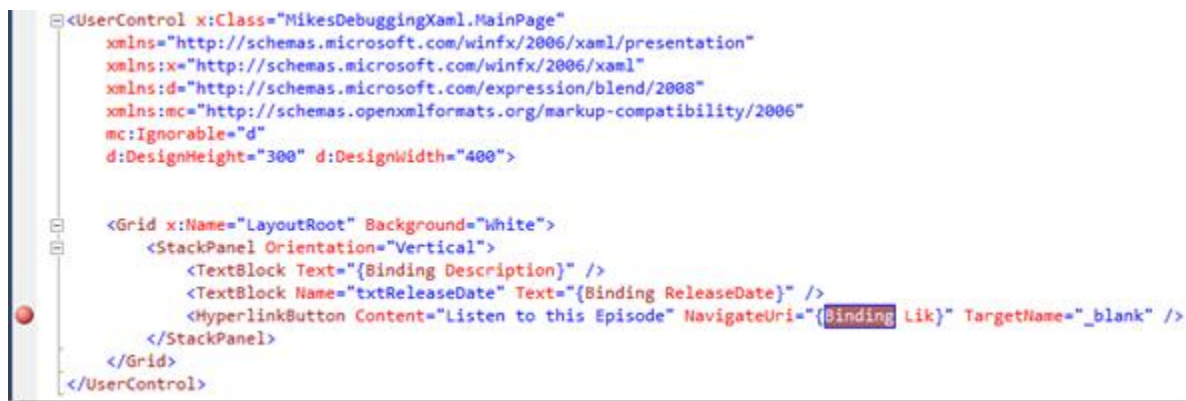 <UserControl x:Class="MikesDebuggingXaml.MainPage"
xmlns="http://schemas.microsoft.com/winfx/2006/xaml/presentation"
xmlns:x="http://schemas.microsoft.com/winfx/2006/xaml"
xmlns:d="http://schemas.microsoft.com/expression/blend/2008"
xmlns:mc="http://schemas.openxmlformats.org/markup-compatibility/2006"
mc:Ignorable="d"
d:DesignHeight="300" d:DesignWidth="400">
<Grid x:Name="LayoutRoot" Background="White">
<StackPanel Orientation="Vertical">
<TextBlock Text="{Binding Description}" />
<TextBlock Name="txtReleaseDate" Text="{Binding ReleaseDate}" />
<HyperlinkButton Content="Listen to this Episode" NavigateUri="{Binding Lik}" TargetName="_blank" />
</StackPanel>
</Grid>
</UserControl>